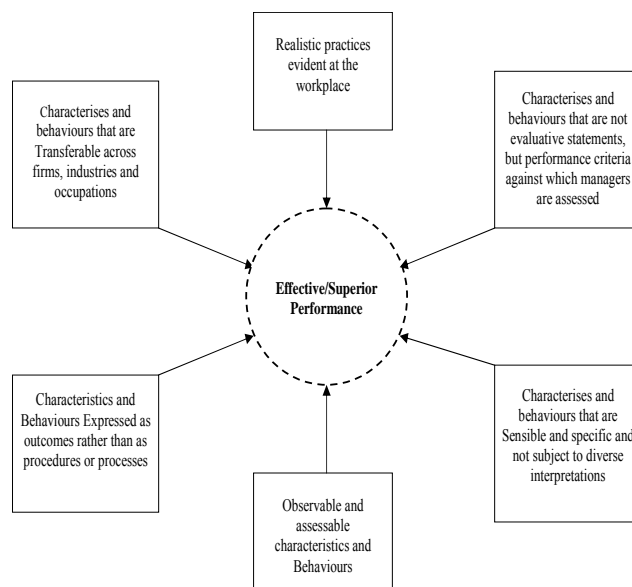 Realistic practices
evident at the
workplace
Characterises and
behaviours that are
Transferable across
firms, industries and
occupations
Characterises and
behaviours that are not
evaluative statements,
but performance criteria
against which managers
are assessed
Effective/Superior
Performance
Characteristics and
Behaviours Expressed as
outcomes rather than as
procedures or processes
Characterises and
behaviours that are
Sensible and specific and
not subject to diverse
interpretations
Observable and
assessable
characteristics and
Behaviours